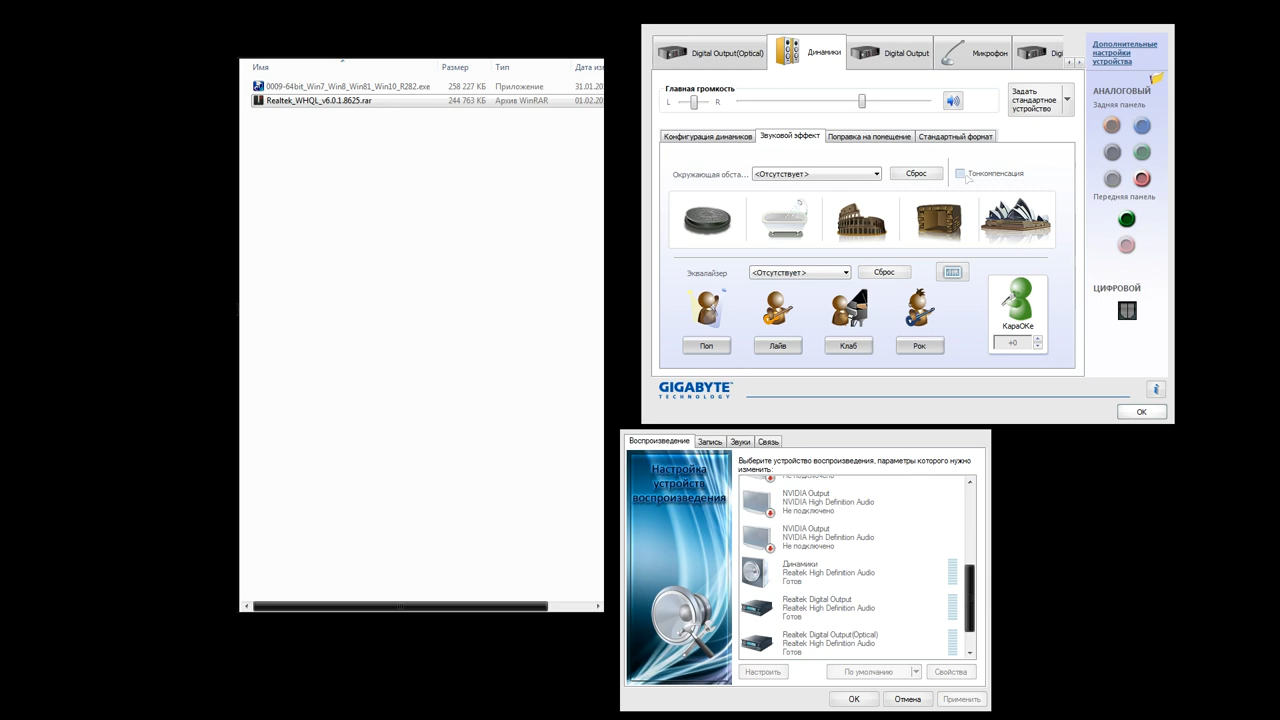 Имя Размер Тип Дата из
0009-64bit_Win7_Win8_Win81_Win10_R282.exe 258 227 КБ Приложение 31.01.20
Realtek_WHQL_v6.0.1.8625.rar 244 763 КБ Архив WinRAR 01.02.20
Digital Output(Optical) Динамики Digital Output Микрофон Digi
Дополнительные
настройки
устройства
Главная громкость
L R
Задать
стандартное
устройство
Конфигурация динамиков Звуковой эффект Поправка на помещение Стандартный формат
Окружающая обста... <Отсутствует> Сброс Тонкомпенсация
Эквалайзер <Отсутствует> Сброс
Поп Лайв Клаб Рок
КараОКе
+0
АНАЛОГОВЫЙ
Задняя панель
Передняя панель
ЦИФРОВОЙ
GIGABYTE
TECHNOLOGY
OK
Воспроизведение Запись Звуки Связь
Настройка
устройств
воспроизведения
Выберите устройство воспроизведения, параметры которого нужно
изменить:
Не подключено
NVIDIA Output
NVIDIA High Definition Audio
Не подключено
NVIDIA Output
NVIDIA High Definition Audio
Не подключено
Динамики
Realtek High Definition Audio
Готов
Realtek Digital Output
Realtek High Definition Audio
Готов
Realtek Digital Output(Optical)
Realtek High Definition Audio
Готов
Настроить По умолчанию Свойства
OK Отмена Применить